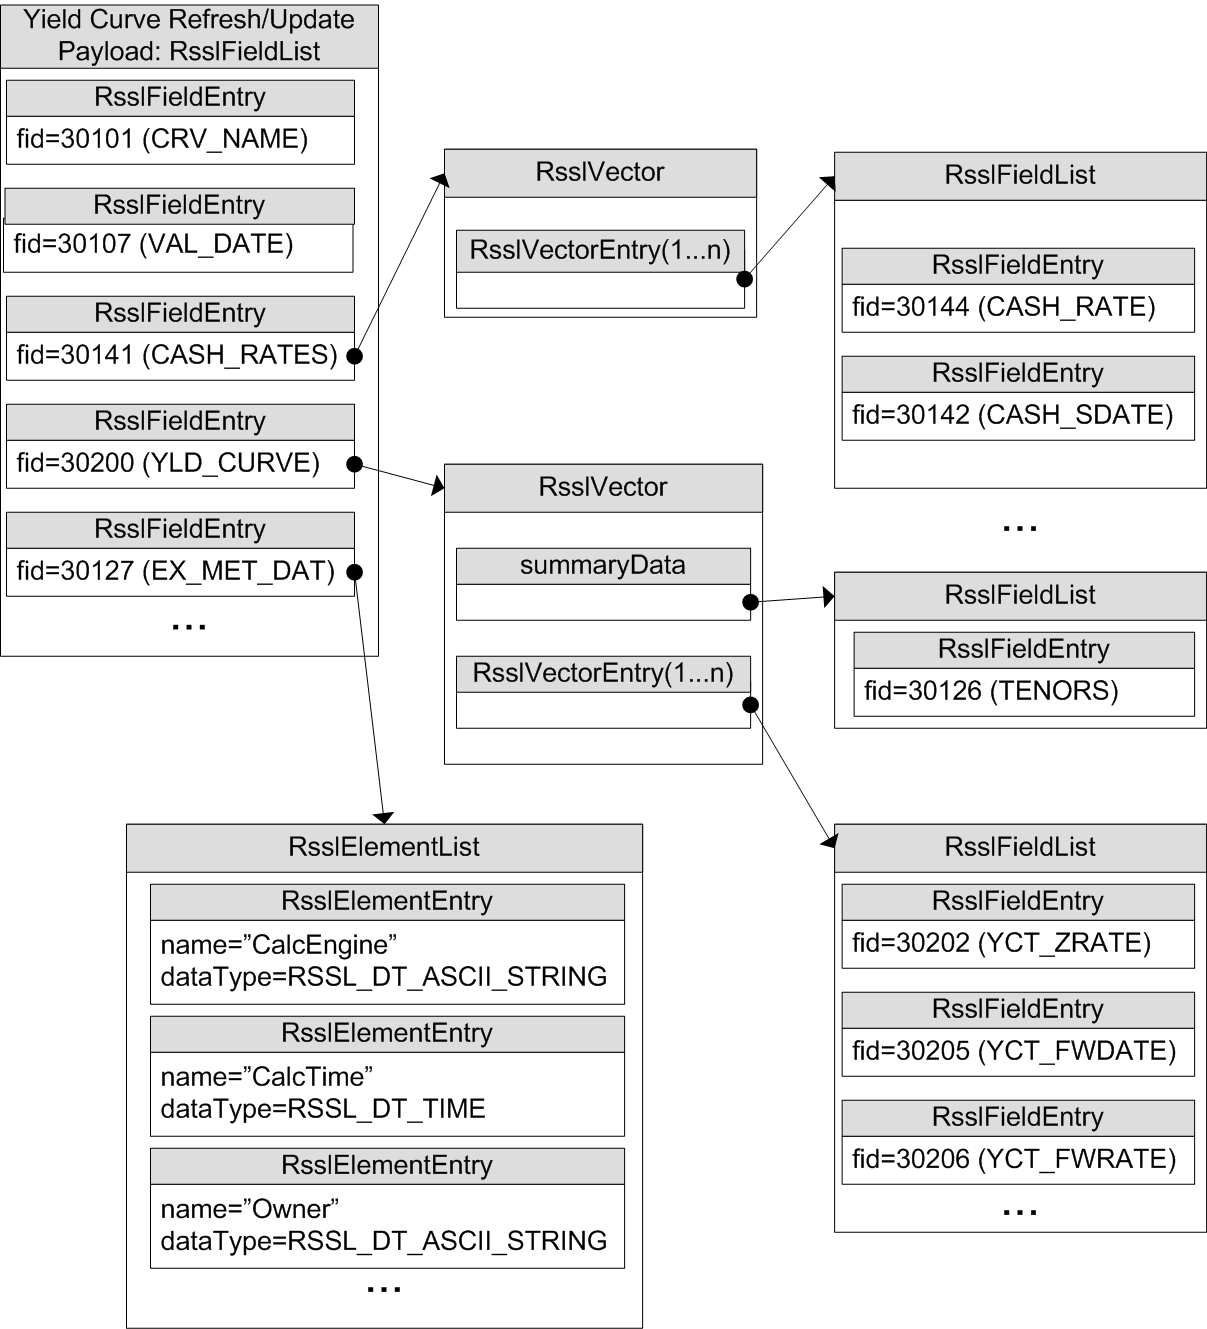 Yield Curve Refresh/Update
Payload: RsslFieldList
RsslFieldEntry
fid=30101 (CRV_NAME)
RsslFieldEntry
fid=30107 (VAL_DATE)
RsslFieldEntry
fid=30141 (CASH_RATES)
RsslFieldEntry
fid=30200 (YLD_CURVE)
RsslFieldEntry
fid=30127 (EX_MET_DAT)
...
RsslVector
RsslVectorEntry(1...n)
RsslFieldList
RsslFieldEntry
fid=30144 (CASH_RATE)
RsslFieldEntry
fid=30142 (CASH_SDATE)
...
RsslVector
summaryData
RsslVectorEntry(1...n)
RsslFieldList
RsslFieldEntry
fid=30126 (TENORS)
RsslElementList
RsslElementEntry
name=”CalcEngine”
dataType=RSSL_DT_ASCII_STRING
RsslElementEntry
name=”CalcTime”
dataType=RSSL_DT_TIME
RsslElementEntry
name=”Owner”
dataType=RSSL_DT_ASCII_STRING
...
RsslFieldList
RsslFieldEntry
fid=30202 (YCT_ZRATE)
RsslFieldEntry
fid=30205 (YCT_FWDATE)
RsslFieldEntry
fid=30206 (YCT_FWRATE)
...